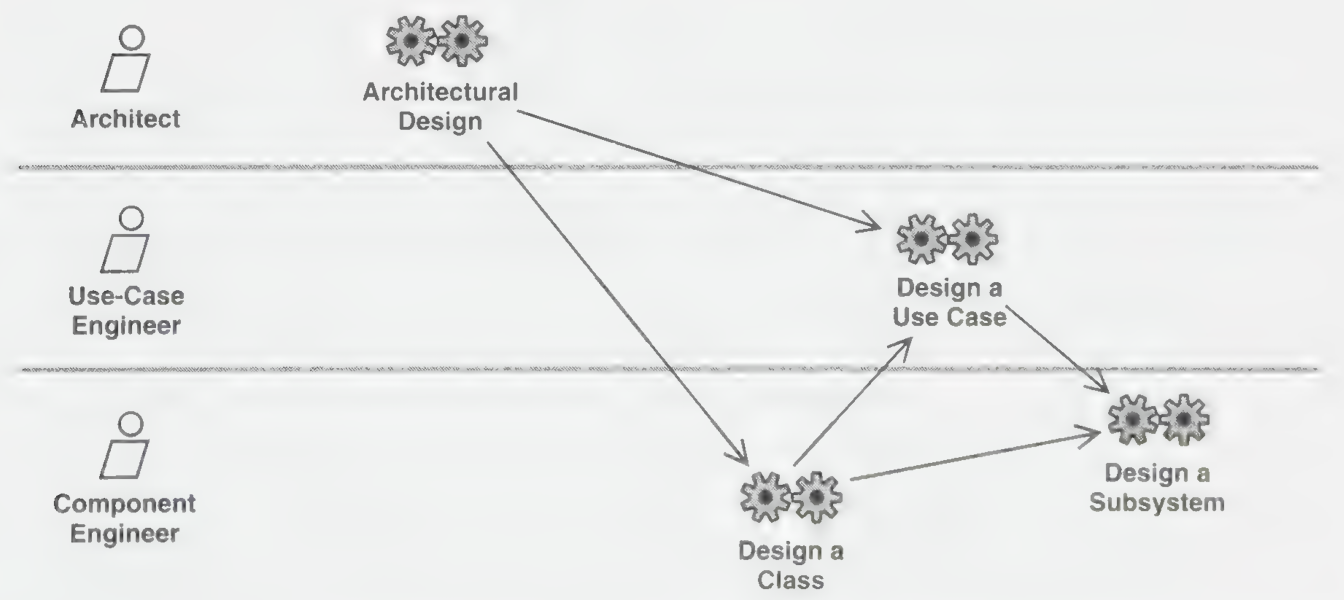 Architectural
Design
Architect
Design a
Use Case
Use-Case
Engineer
Design a
Subsystem
Component
Engineer
Design a
Class